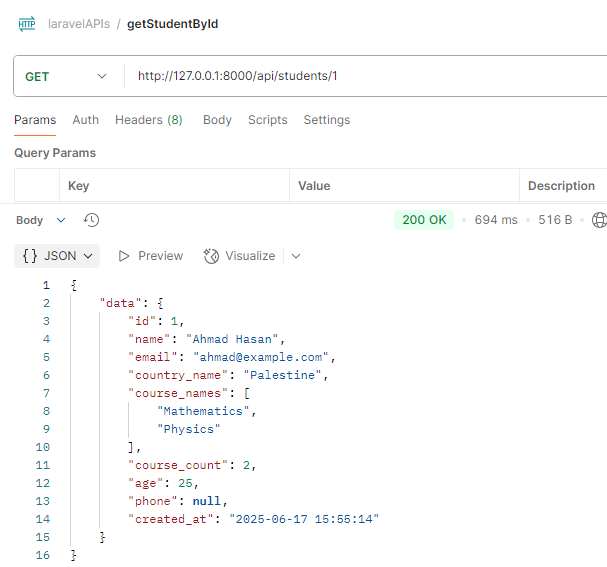 HTTP laravelAPIs / getStudentById
GET http://127.0.0.1:8000/api/students/1
Params Auth Headers (8) Body Scripts Settings
Query Params
Key Value Description
Body 200 OK 694 ms 516 B
{} JSON Preview Visualize
1 {
2 "data": {
3 "id": 1,
4 "name": "Ahmad Hasan",
5 "email": "ahmad@example.com",
6 "country_name": "Palestine",
7 "course_names": [
8 "Mathematics",
9 "Physics"
10 ],
11 "course_count": 2,
12 "age": 25,
13 "phone": null,
14 "created_at": "2025-06-17 15:55:14"
15 }
16 }